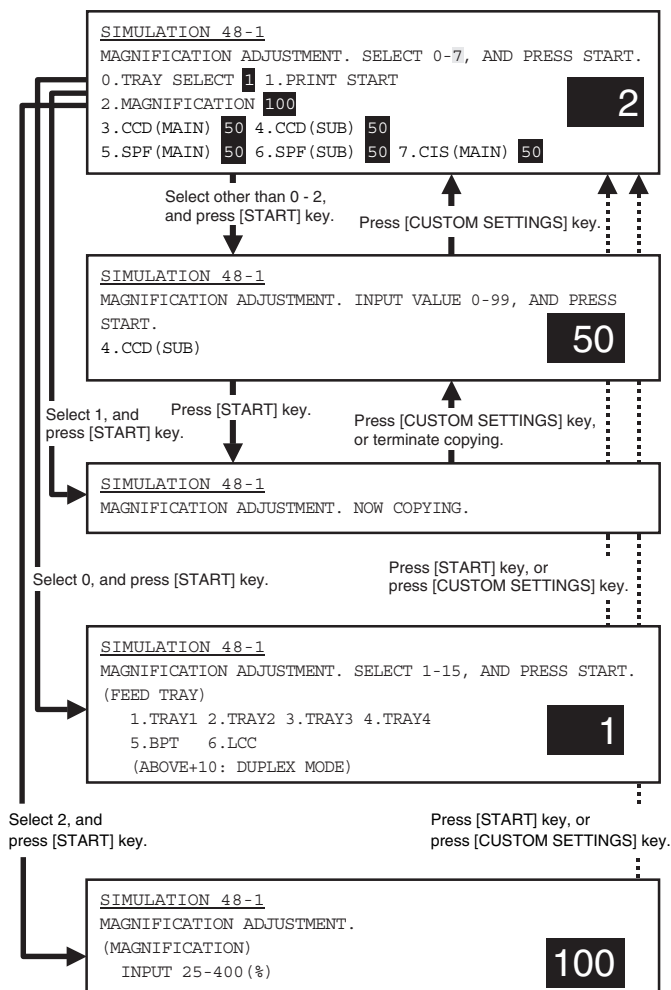 SIMULATION 48-1
MAGNIFICATION ADJUSTMENT. SELECT 0-7, AND PRESS START.
0.TRAY SELECT 1 1.PRINT START
2.MAGNIFICATION 100
2
3.CCD(MAIN) 50 4.CCD(SUB) 50
5.SPF(MAIN) 50 6.SPF(SUB) 50 7.CIS(MAIN) 50
Select other than 0 - 2,
and press [START] key.
Press [CUSTOM SETTINGS] key.
SIMULATION 48-1
MAGNIFICATION ADJUSTMENT. INPUT VALUE 0-99, AND PRESS
START.
4.CCD(SUB)
50
Select 1, and
press [START] key.
Press [START] key.
Press [CUSTOM SETTINGS] key,
or terminate copying.
SIMULATION 48-1
MAGNIFICATION ADJUSTMENT. NOW COPYING.
Select 0, and press [START] key.
Press [START] key, or
press [CUSTOM SETTINGS] key.
SIMULATION 48-1
MAGNIFICATION ADJUSTMENT. SELECT 1-15, AND PRESS START.
(FEED TRAY)
1.TRAY1 2.TRAY2 3.TRAY3 4.TRAY4
5.BPT 6.LCC
1
(ABOVE+10: DUPLEX MODE)
Select 2, and
press [START] key.
Press [START] key, or
press [CUSTOM SETTINGS] key.
SIMULATION 48-1
MAGNIFICATION ADJUSTMENT.
(MAGNIFICATION)
INPUT 25-400(%)
100